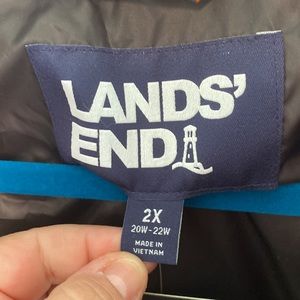 LANDS'
END
2X
20W-22W
MADE IN
VIETNAM